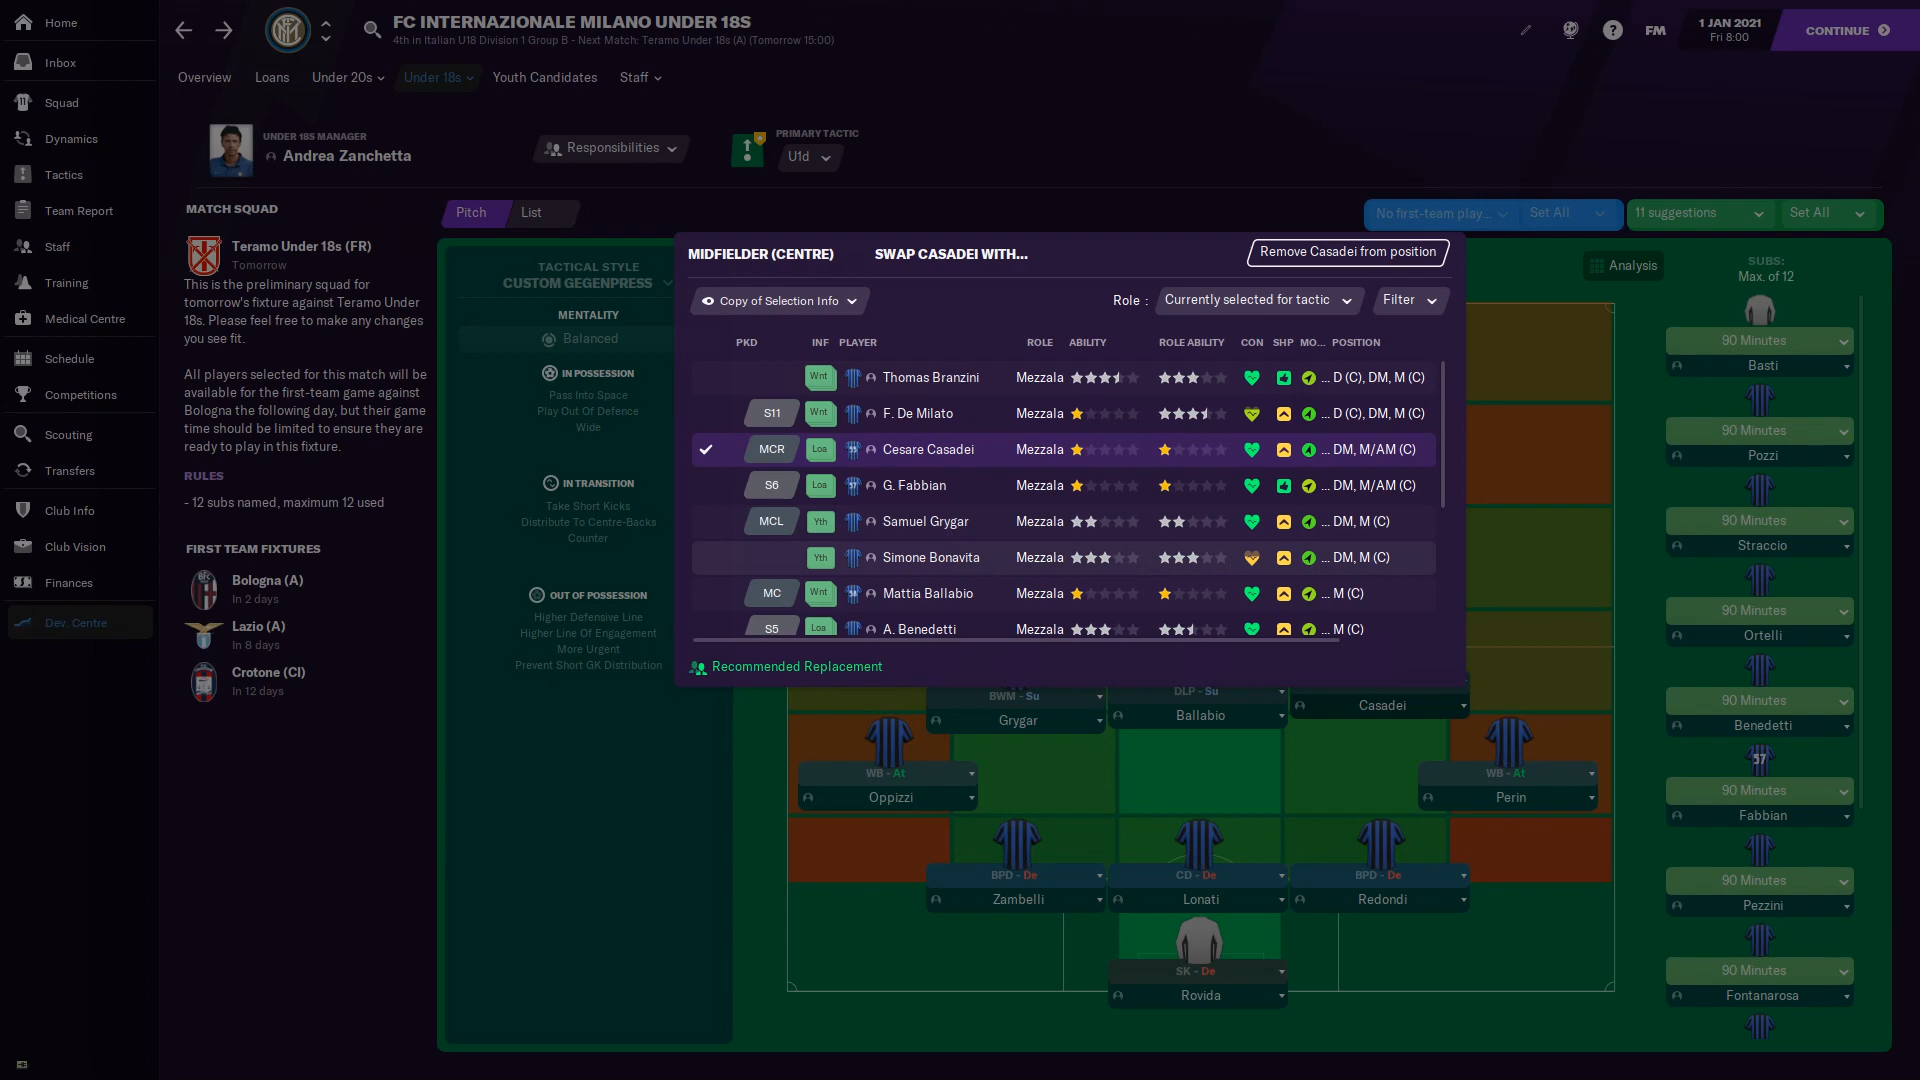 Home
Inbox
Squad
Dynamics
Tactics
Team Report
Staff
Training
Medical Centre
Schedule
Competitions
Scouting
Transfers
Club Info
Club Vision
Finances
Dev. Centre
FC INTERNAZIONALE MILANO UNDER 18S
4th in Italian U18 Division 1 Group B - Next Match: Teramo Under 18s (A) (Tomorrow 15:00)
FM
1 JAN 2021
Fri 8:00
CONTINUE
Overview Loans Under 20s Under 18s Youth Candidates Staff
UNDER 18S MANAGER
Andrea Zanchetta
Responsibilities
PRIMARY TACTIC
U1d
MATCH SQUAD
Teramo Under 18s (FR)
Tomorrow
This is the preliminary squad for
tomorrow's fixture against Teramo Under
18s. Please feel free to make any changes
you see fit.
All players selected for this match will be
available for the first-team game against
Bologna the following day, but their game
time should be limited to ensure they are
ready to play in this fixture.
RULES
- 12 subs named, maximum 12 used
FIRST TEAM FIXTURES
Bologna (A)
In 2 days
Lazio (A)
In 8 days
Crotone (CI)
In 12 days
Pitch List
No first-team play... Set All
11 suggestions Set All
TACTICAL STYLE
CUSTOM GEGENPRESS
MENTALITY
Balanced
IN POSSESSION
Pass Into Space
Play Out Of Defence
Wide
IN TRANSITION
Take Short Kicks
Distribute To Centre-Backs
Counter
OUT OF POSSESSION
Higher Defensive Line
Higher Line Of Engagement
More Urgent
Prevent Short GK Distribution
MIDFIELDER (CENTRE) SWAP CASADEI WITH... Remove Casadei from position
Copy of Selection Info Role : Currently selected for tactic Filter
PKD INF PLAYER ROLE ABILITY ROLE ABILITY CON SHP MO... POSITION
Wnt Thomas Branzini Mezzala ... D (C), DM, M (C)
S11 Wnt F. De Milato Mezzala ... D (C), DM, M (C)
MCR Loa Cesare Casadei Mezzala ... DM, M/AM (C)
S6 Loa 57 G. Fabbian Mezzala ... DM, M/AM (C)
MCL Yth Samuel Grygar Mezzala ... DM, M (C)
Yth Simone Bonavita Mezzala ... DM, M (C)
MC Wnt Mattia Ballabio Mezzala ... M (C)
S5 Loa A. Benedetti Mezzala ... M (C)
Recommended Replacement
Analysis
BWM - Su
Grygar
DLP - Su
Ballabio
Casadei
WB - At
Oppizzi
WB - At
Perin
BPD - De
Zambelli
CD - De
Lonati
BPD - De
Redondi
SK - De
Rovida
SUBS:
Max. of 12
90 Minutes
Basti
90 Minutes
Pozzi
90 Minutes
Straccio
90 Minutes
Ortelli
90 Minutes
Benedetti
57
90 Minutes
Fabbian
90 Minutes
Pezzini
90 Minutes
Fontanarosa